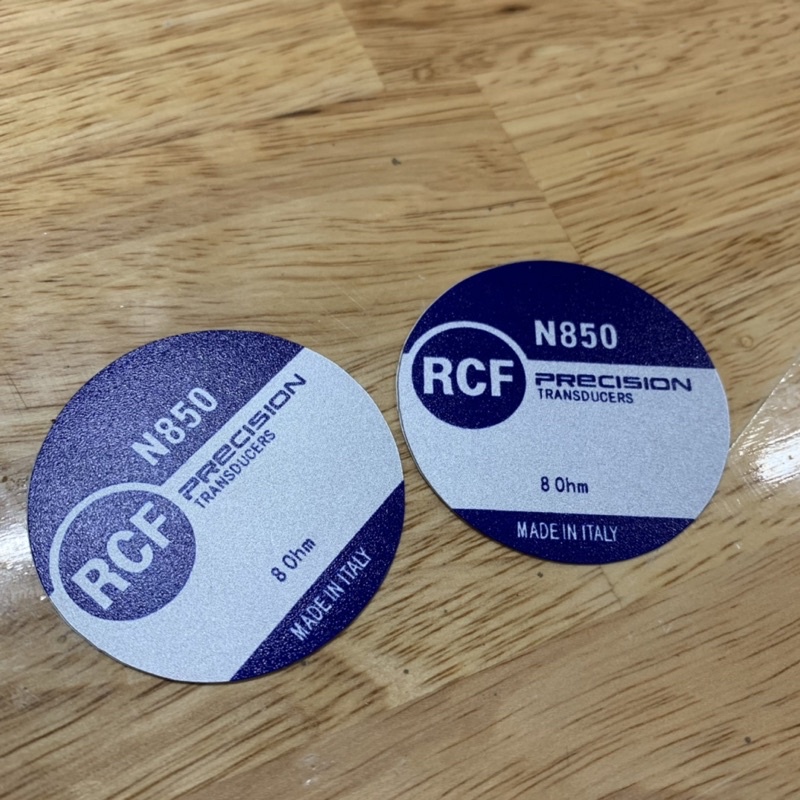 N850
RCF
PRECISION
TRANSDUCERS
8 Ohm
MADE IN ITALY
N850
RCF
PRECISION
TRANSDUCERS
8 Ohm
MADE IN ITALY